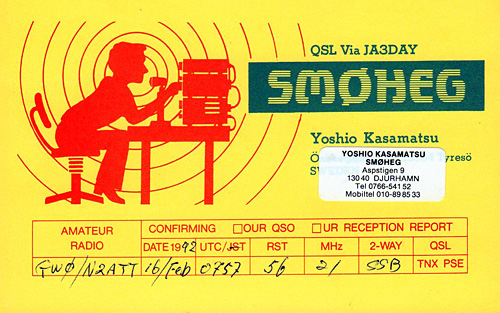 QSL Via JA3DAY
SMØHEG
Yoshio Kasamatsu
Tyresö
YOSHIO KASAMATSU
SMØHEG
Aspstigen 9
130 40 DJURHAMN
Tel 0766-541 52
Mobiltel 010-89 85 33
AMATEUR RADIO
CONFIRMING □OUR QSO □UR RECEPTION REPORT
DATE 1992 UTC/JST RST MHz 2-WAY QSL
GWØ/N2ATT 16/Feb 0757 56 21 SSB TNX PSE